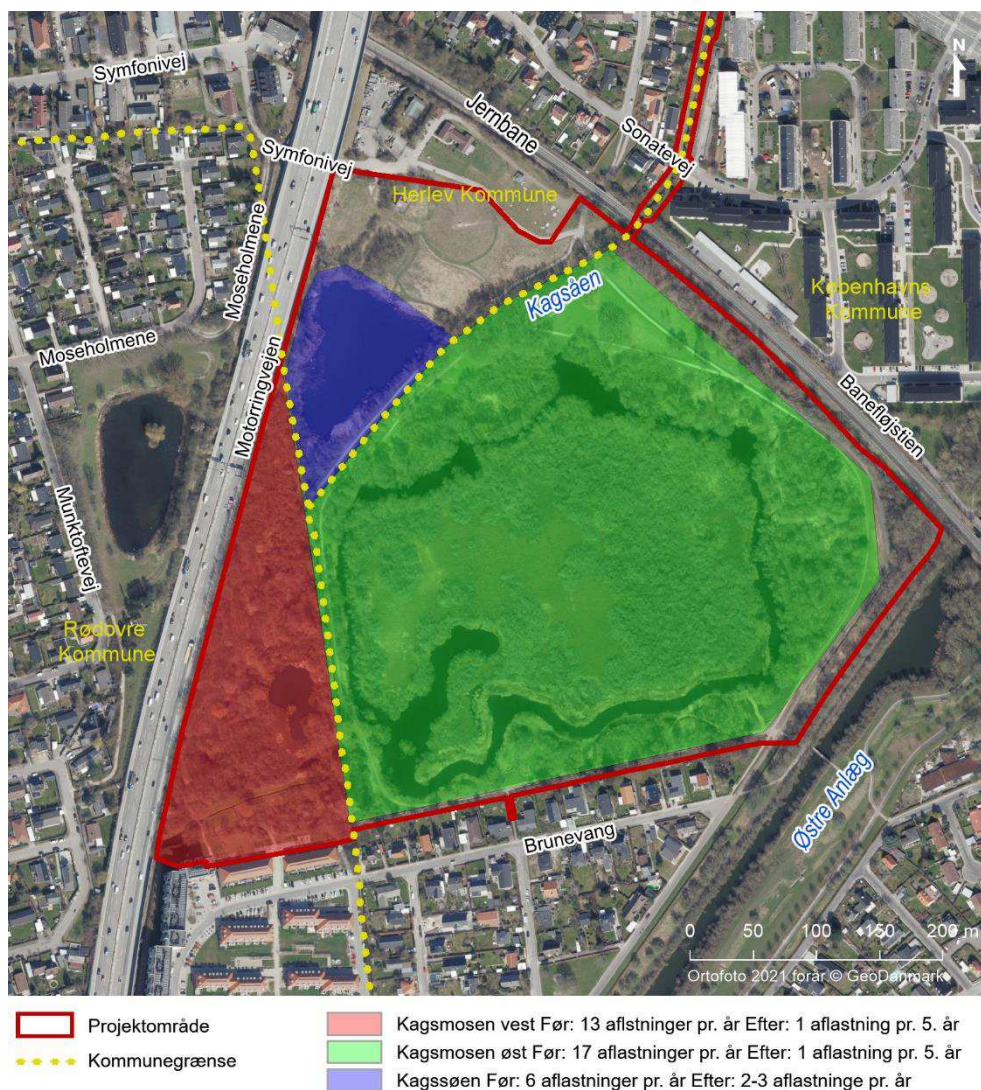 Symfonivej
Jernbane
N
Sonatevej
Symfonivej
Herlev Kommune
Moseholmene
Københavns
Kommune
Kagsåen
Moseholmene
Motorringvejen
Baneføjstien
Munktoftevej
Rødovre
Kommune
Østre Anlæg
Brunevang
0 50 100 150 200 m
Ortofoto 2021 forår © GeoDanmark
Projektområde
Kommunegrænse
Kagsmosen vest Før: 13 aflstninger pr. år Efter: 1 aflastning pr. 5. år
Kagsmosen øst Før: 17 aflastninger pr. år Efter: 1 aflastning pr. 5. år
Kagssøen Før: 6 aflastninger pr. år Efter: 2-3 aflastninge pr. år